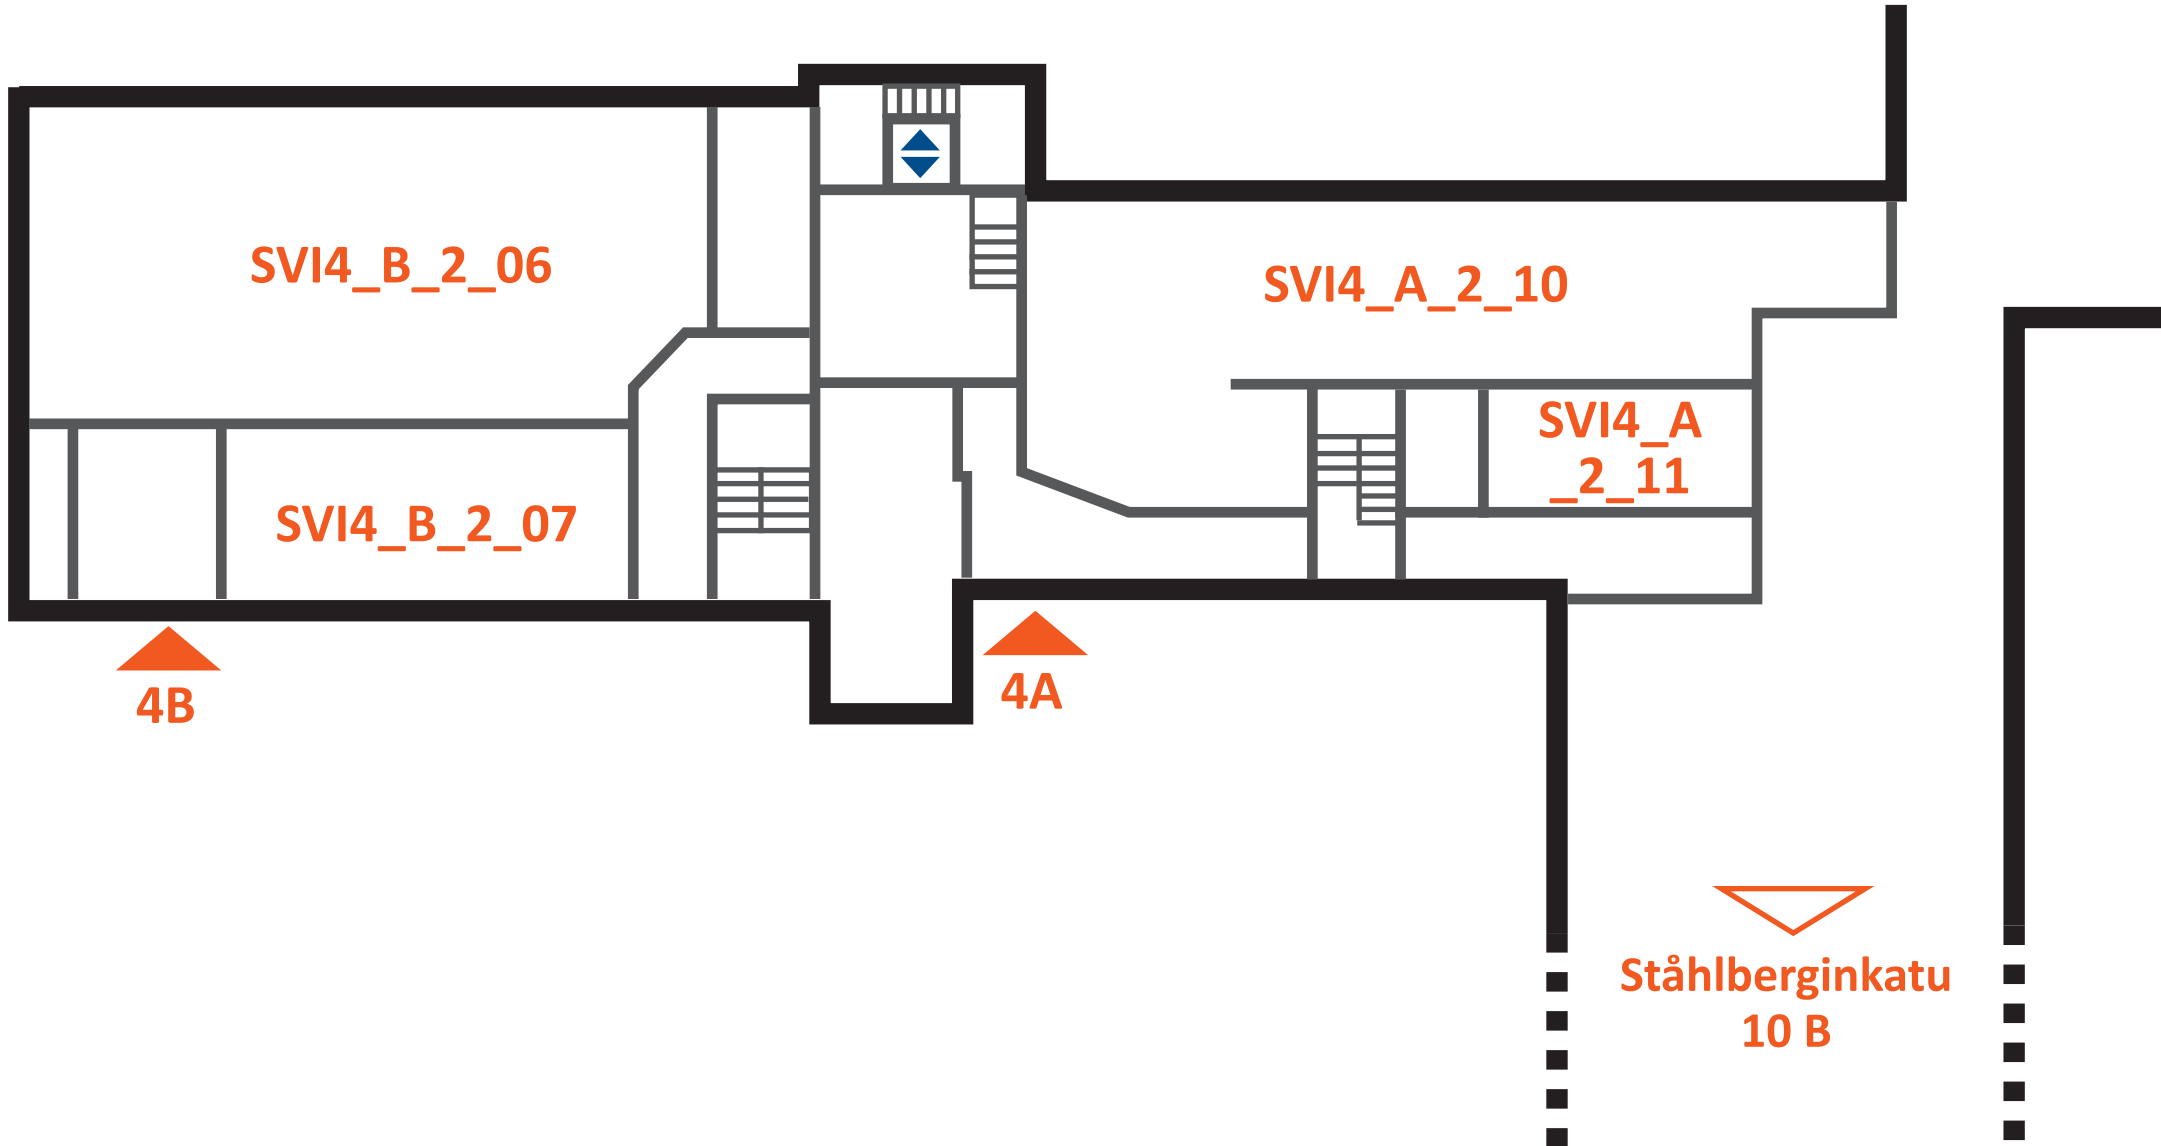 SVI4_B_2_06
SVI4_A_2_10
SVI4_A
_2_11
SVI4_B_2_07
4B
4A
Ståhlberginkatu
10 B